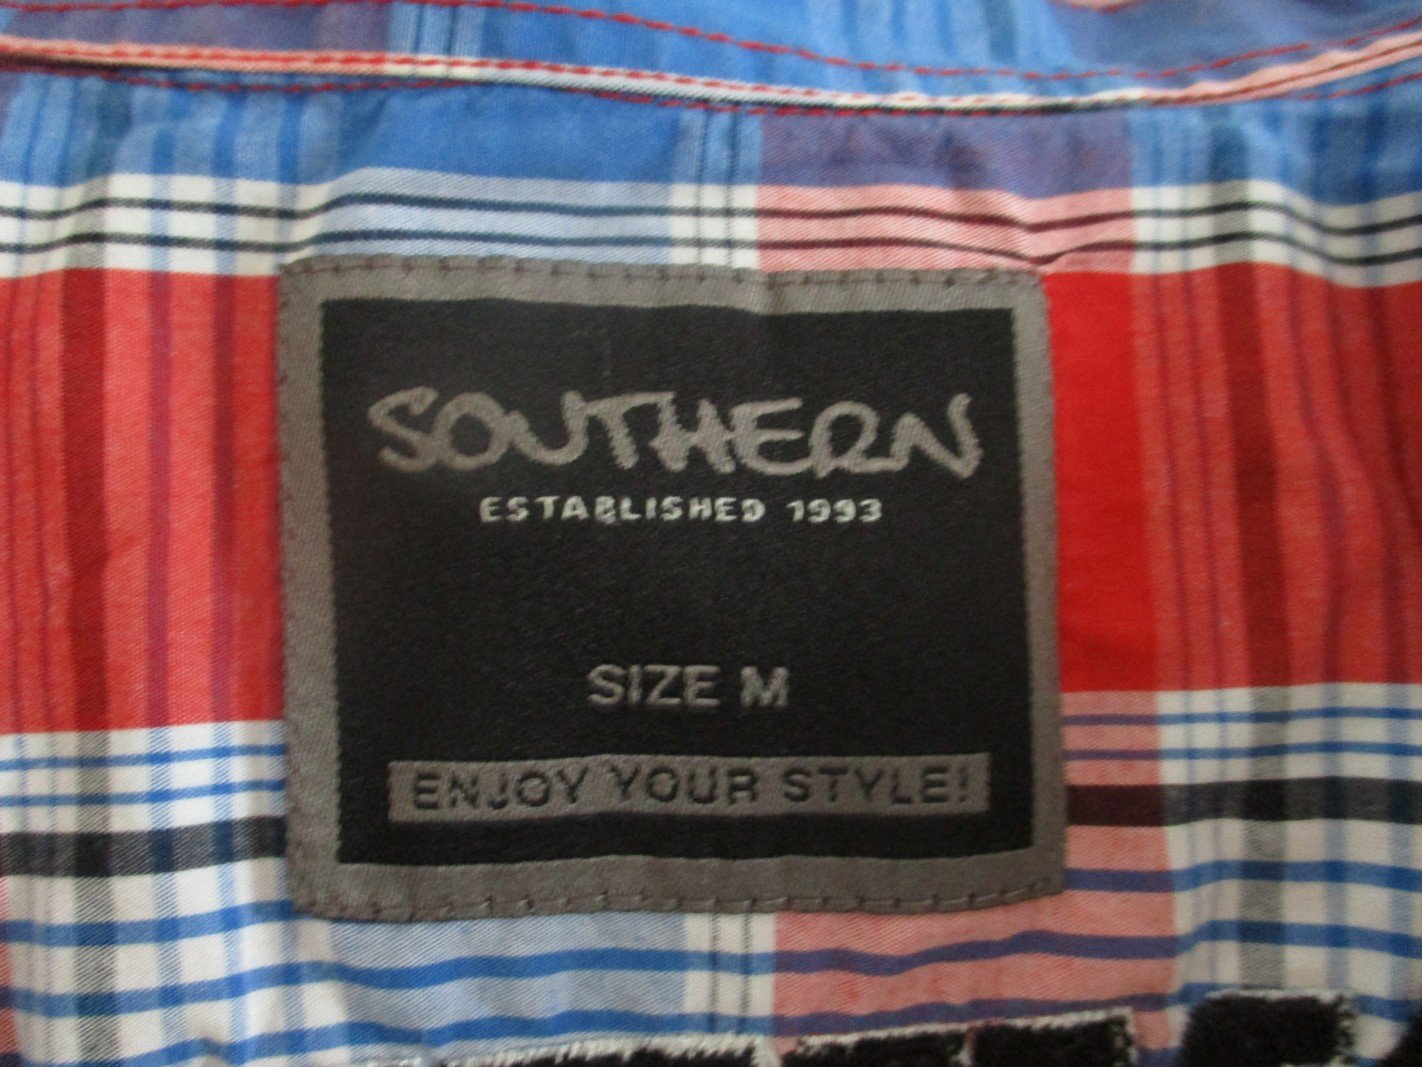 SOUTHERN
ESTABLISHED 1993
SIZE M
ENJOY YOUR STYLE!